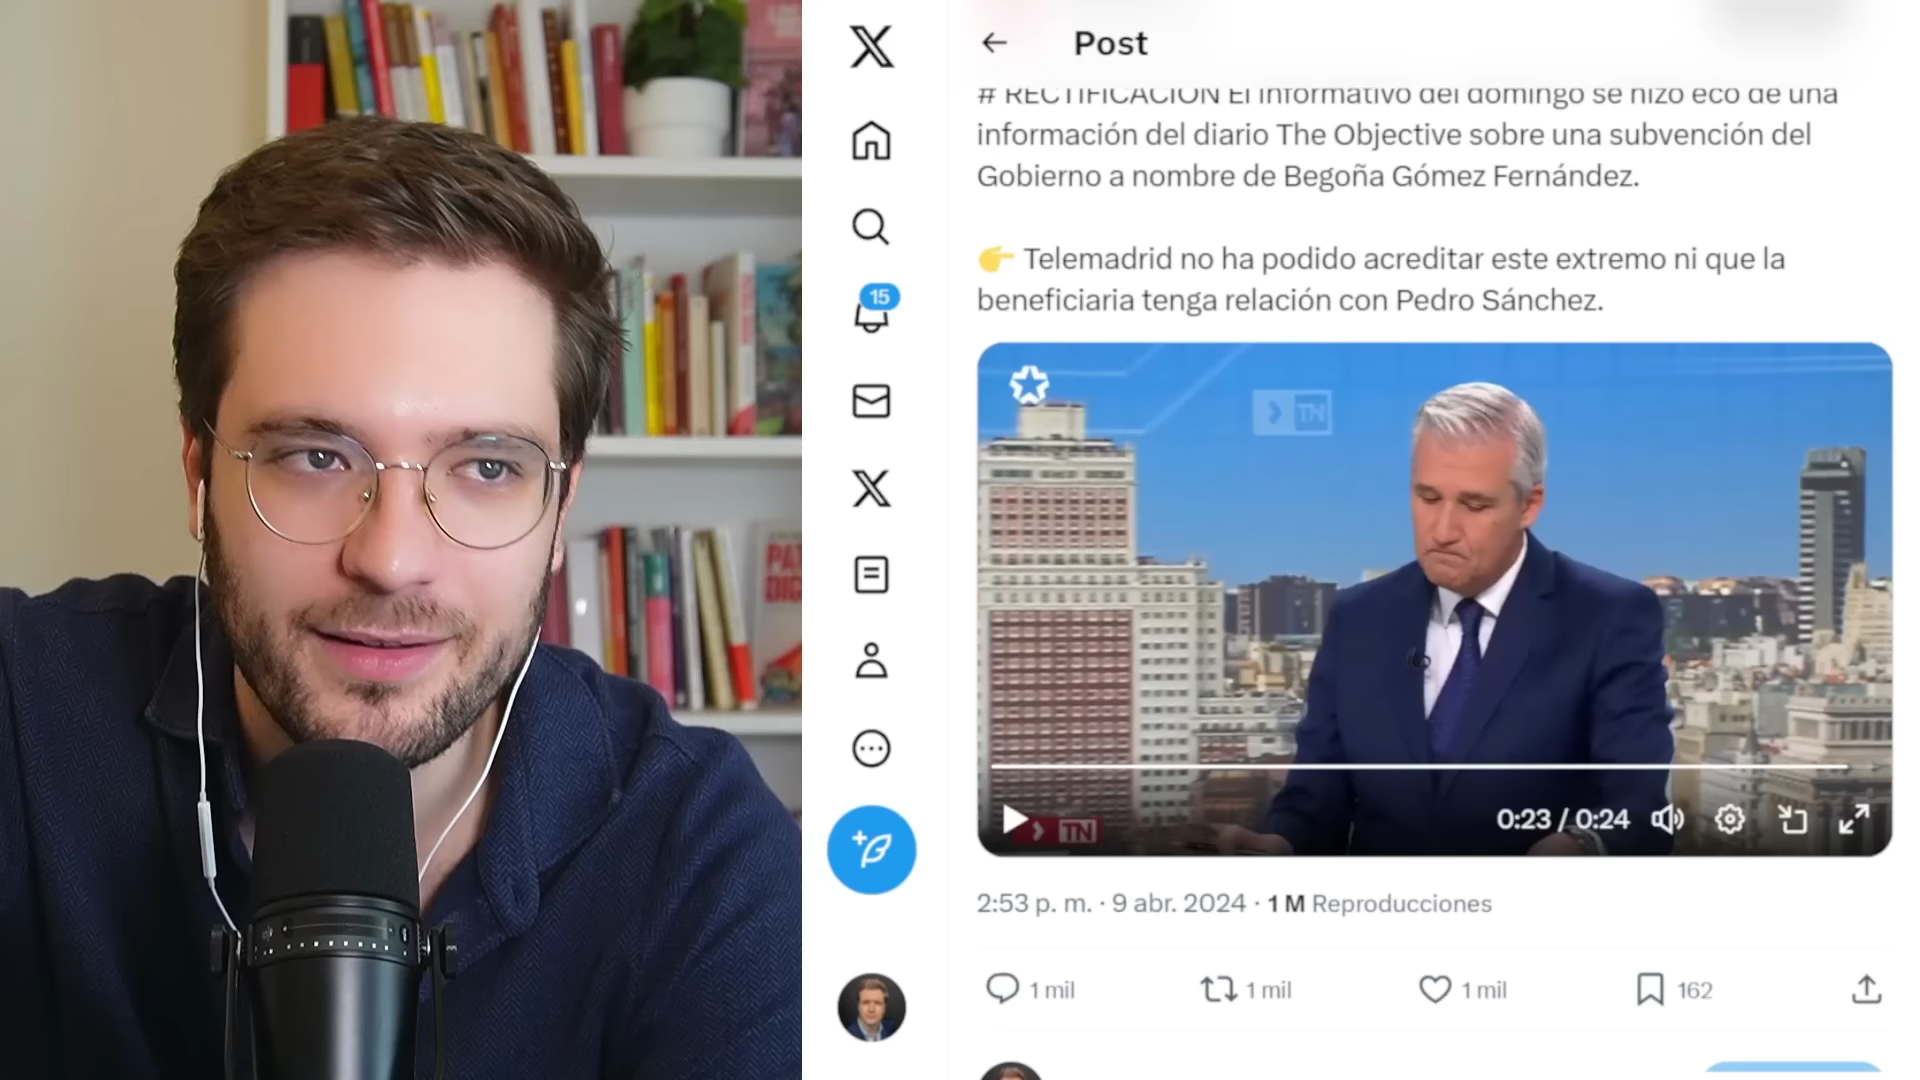 Post
# RECTIFICACIÓN El informativo del domingo se hizo eco de una
información del diario The Objective sobre una subvención del
Gobierno a nombre de Begoña Gómez Fernández.
👉 Telemadrid no ha podido acreditar este extremo ni que la
beneficiaria tenga relación con Pedro Sánchez.
15
TN
TN
0:23 / 0:24
2:53 p. m. · 9 abr. 2024 · 1 M Reproducciones
1 mil
1 mil
1 mil
162